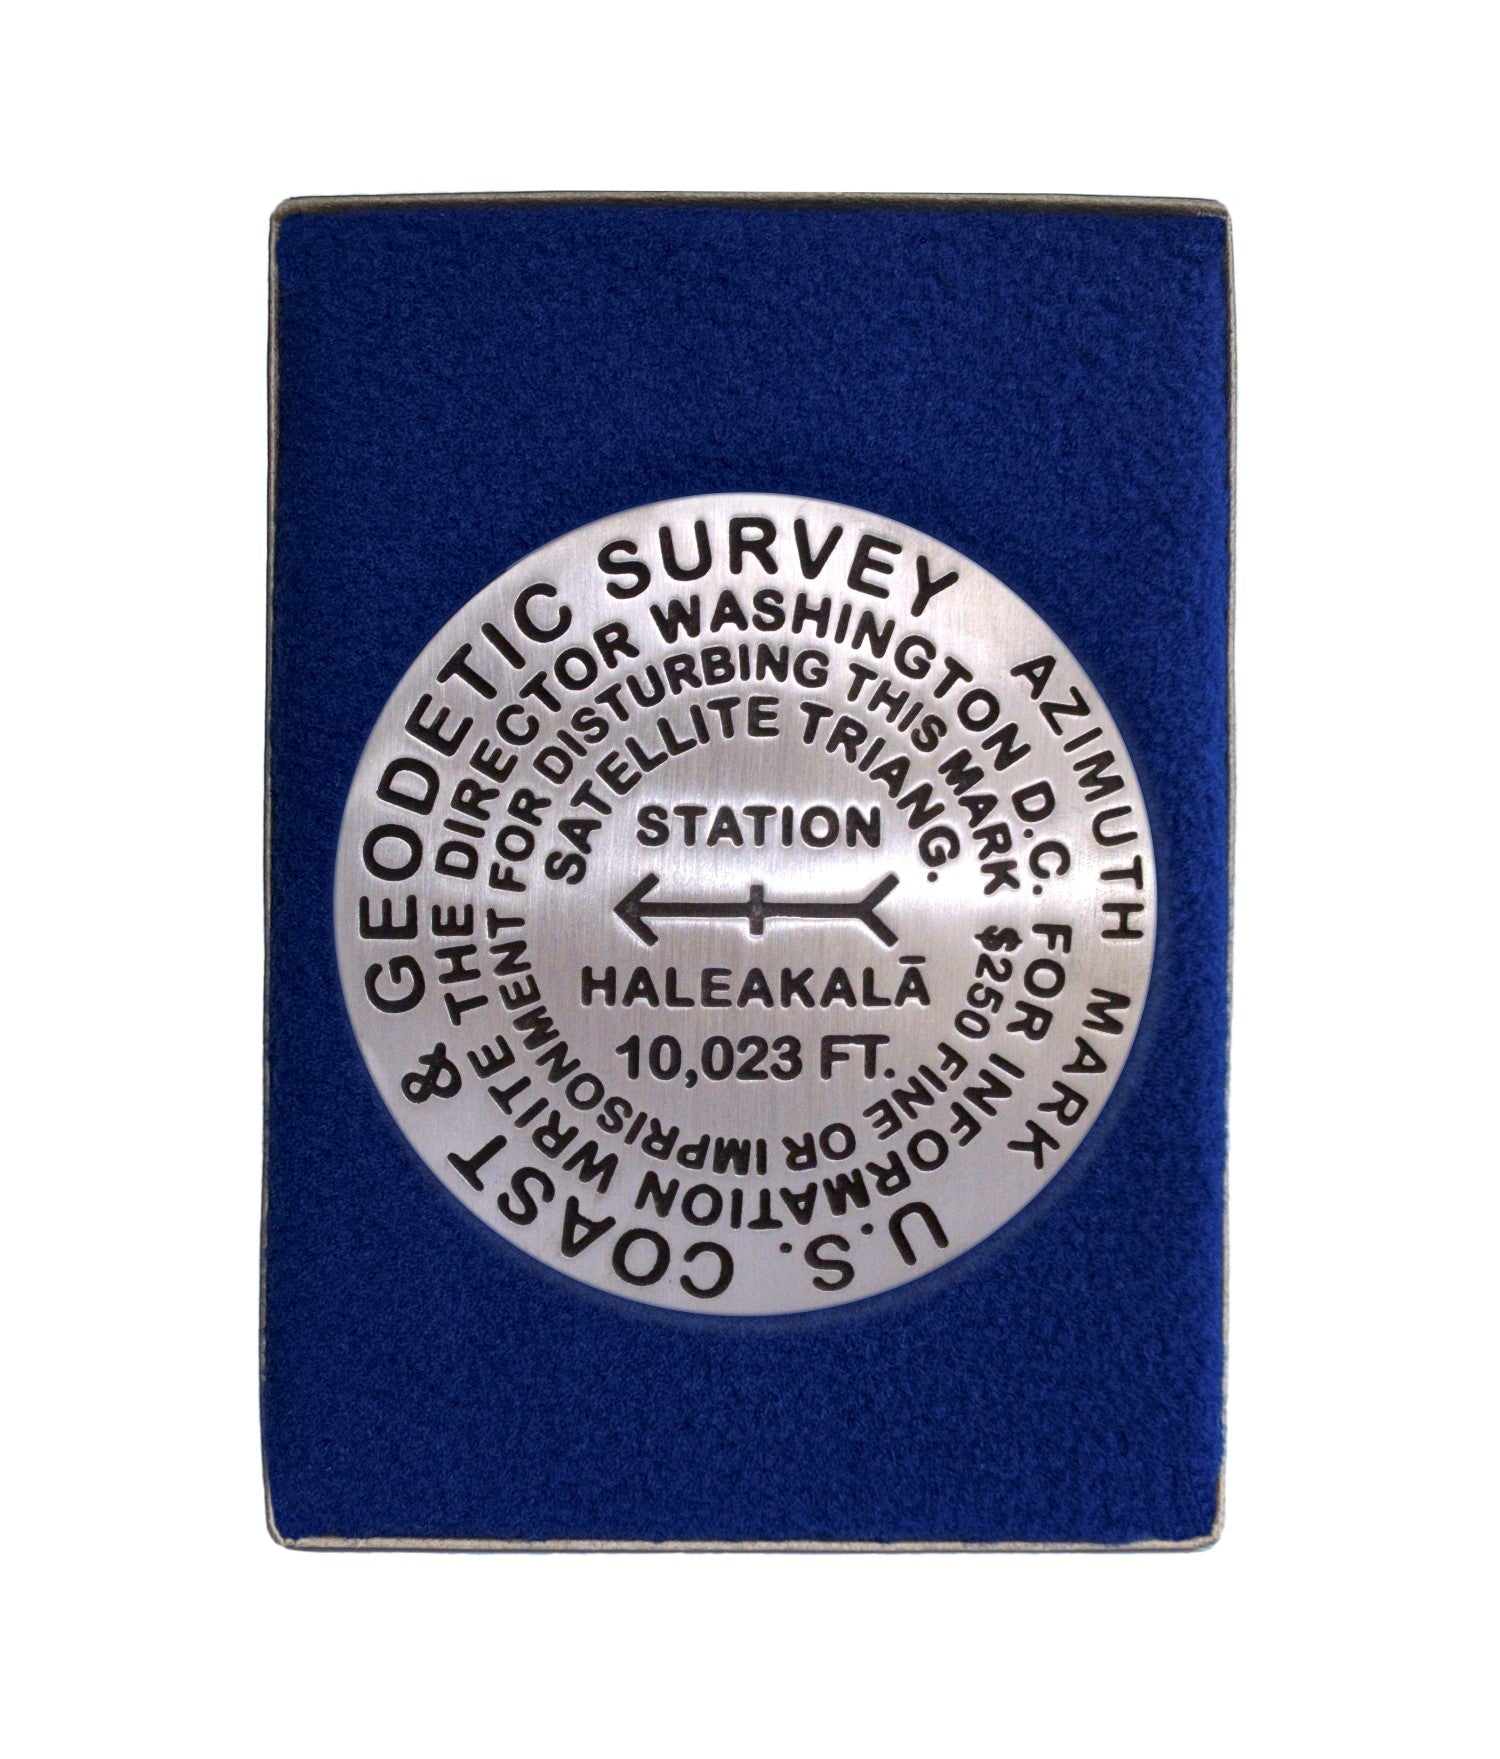 U.S. COAST & GEODETIC SURVEY
AZIMUTH MARK
FOR INFORMATION WRITE THE DIRECTOR WASHINGTON D.C.
$250 FINE OR IMPRISONMENT FOR DISTURBING THIS MARK
SATELLITE TRIANG.
STATION
HALEAKALĀ
10,023 FT.